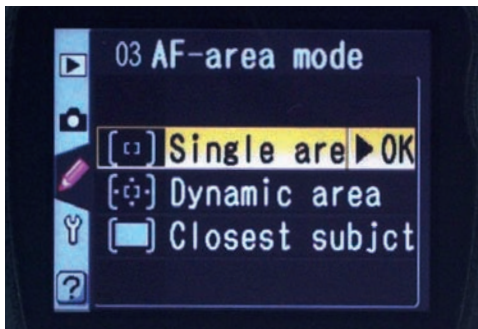 03 AF-area mode
[ ] Single are ▶ OK
Dynamic area
Closest subjct
?